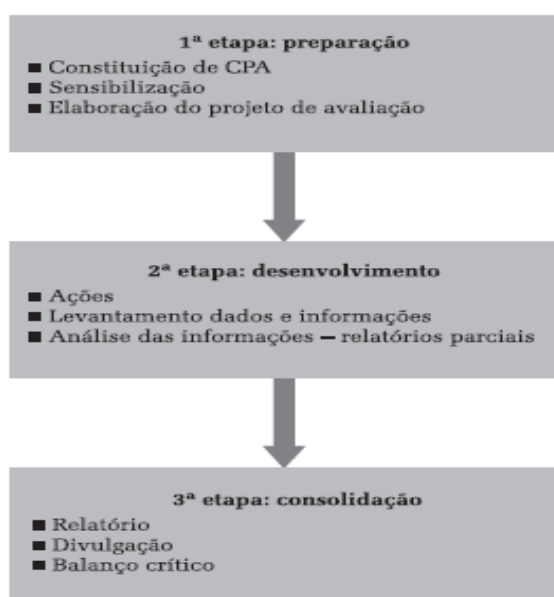 1ª etapa: preparação
■ Constituição de CPA
■ Sensibilização
■ Elaboração do projeto de avaliação
2ª etapa: desenvolvimento
■ Ações
■ Levantamento dados e informações
■ Análise das informações – relatórios parciais
3ª etapa: consolidação
■ Relatório
■ Divulgação
■ Balanço crítico